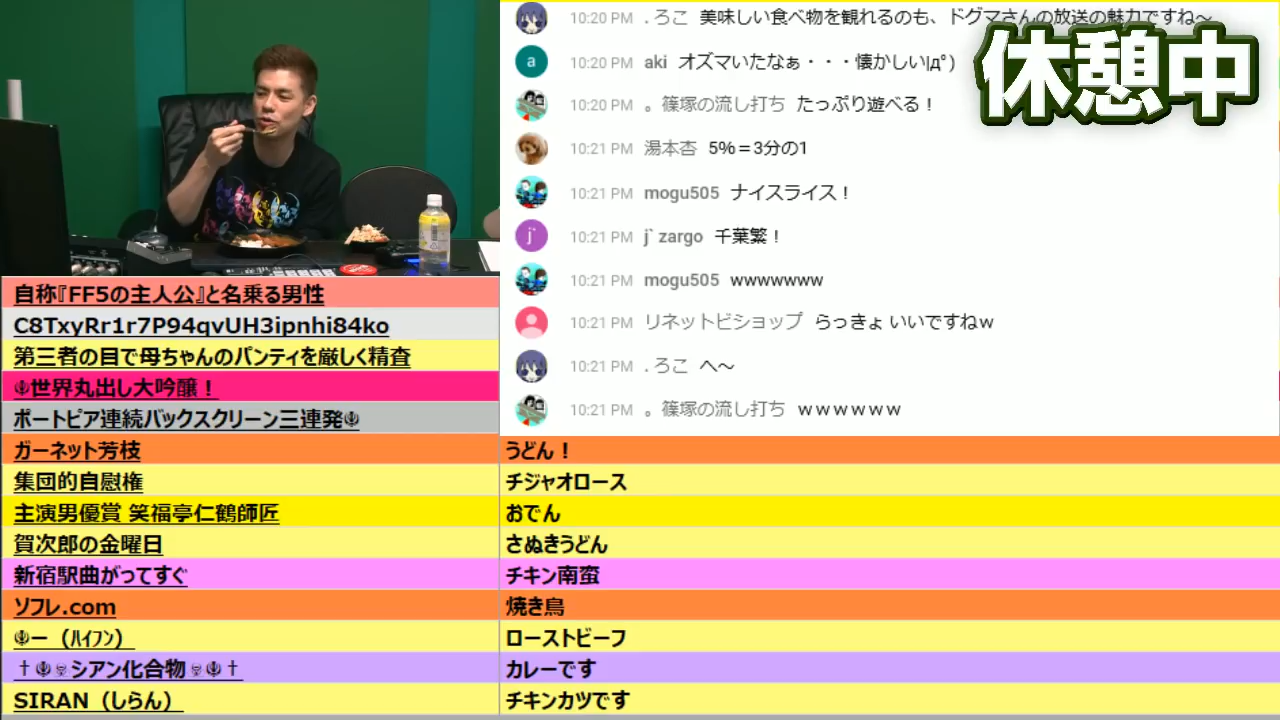 10:20 PM . ろこ 美味しい食べ物を観れるのも、ドグマさんの放送の魅力ですね～
休憩中
a 10:20 PM aki オズマいたなぁ・・・懐かしい|дﾟ)
10:20 PM 。篠塚の流し打ち たっぷり遊べる！
10:21 PM 湯本杏 5%＝3分の1
10:21 PM mogu505 ナイスライス！
j` 10:21 PM j` zargo 千葉繁！
10:21 PM mogu505 wwwwwww
10:21 PM リネットビショップ らっきょ いいですねｗ
10:21 PM . ろこ へ～
10:21 PM 。篠塚の流し打ち ｗｗｗｗｗｗ
自称『FF5の主人公』と名乗る男性
C8TxyRr1r7P94qvUH3ipnhi84ko
第三者の目で母ちゃんのパンティを厳しく精査
☬世界丸出し大吟醸！
ポートピア連続バックスクリーン三連発☬
ガーネット芳枝 うどん！
集団的自慰権 チジャオロース
主演男優賞 笑福亭仁鶴師匠 おでん
賀次郎の金曜日 さぬきうどん
新宿駅曲がってすぐ チキン南蛮
ソフレ.com 焼き鳥
☬ー（ﾊｲﾌﾝ） ローストビーフ
†☬☣シアン化合物☣☬† カレーです
SIRAN（しらん） チキンカツです